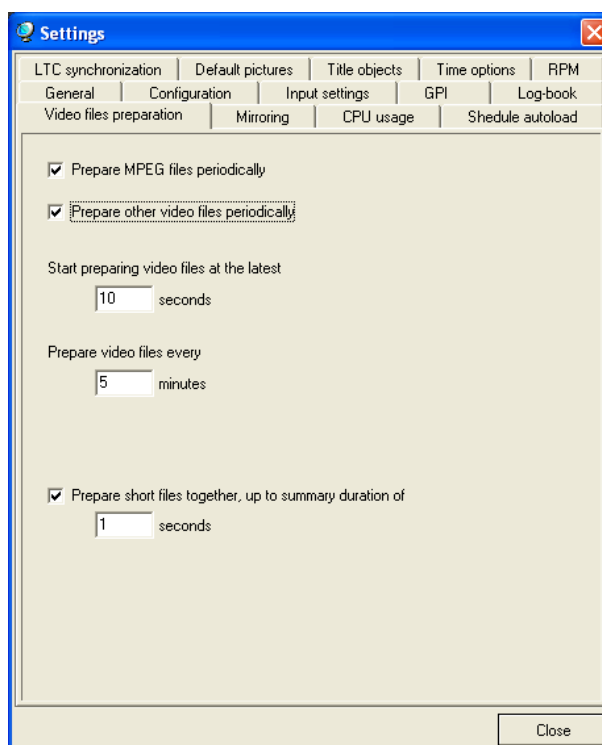 Settings
LTC synchronization Default pictures Title objects Time options RPM
General Configuration Input settings GPI Log-book
Video files preparation Mirroring CPU usage Shedule autoload
Prepare MPEG files periodically
Prepare other video files periodically
Start preparing video files at the latest
10 seconds
Prepare video files every
5 minutes
Prepare short files together, up to summary duration of
1 seconds
Close